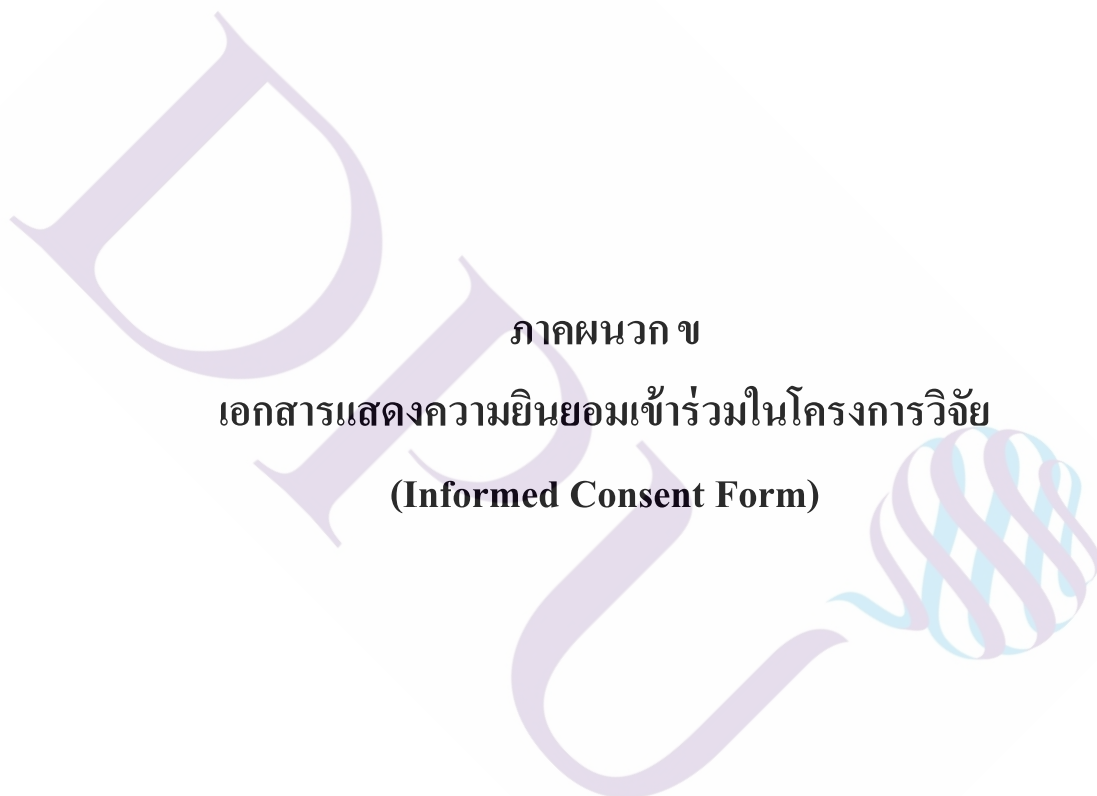 ภาคผนวก ข
เอกสารแสดงความยินยอมเข้าร่วมในโครงการวิจัย
(Informed Consent Form)
DPU